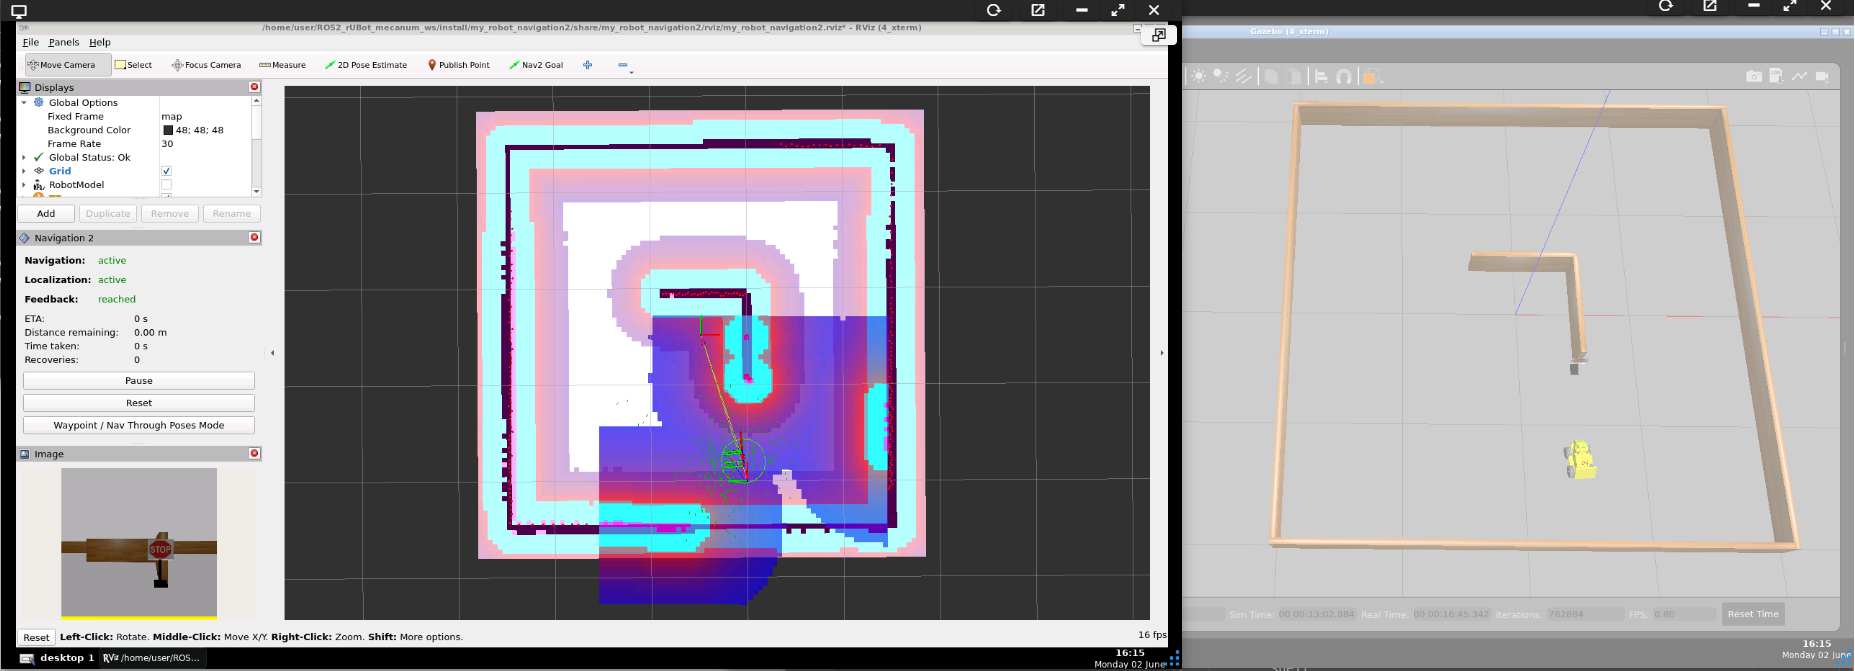 /home/user/ROS2_rUBot_mecanum_ws/install/my_robot_navigation2/share/my_robot_navigation2/rviz/my_robot_navigation2.rviz* - RViz (4_xterm)
File Panels Help
Move Camera Select Focus Camera Measure 2D Pose Estimate Publish Point Nav2 Goal
Displays
Global Options
Fixed Frame map
Background Color 48; 48; 48
Frame Rate 30
Global Status: Ok
Grid
RobotModel
Add Duplicate Remove Rename
Navigation 2
Navigation: active
Localization: active
Feedback: reached
ETA: 0 s
Distance remaining: 0.00 m
Time taken: 0 s
Recoveries: 0
Pause
Reset
Waypoint / Nav Through Poses Mode
Image
STOP
Reset Left-Click: Rotate. Middle-Click: Move X/Y. Right-Click: Zoom. Shift: More options. 16 fps
desktop 1 /home/user/ROS...
16:15
Monday 02 June
Gazebo (4_xterm)
Sim Time: 00 00:13:02.884 Real Time: 00 00:16:45.342 Iterations: 782884 FPS: 0.80 Reset Time
16:15
Monday 02 June